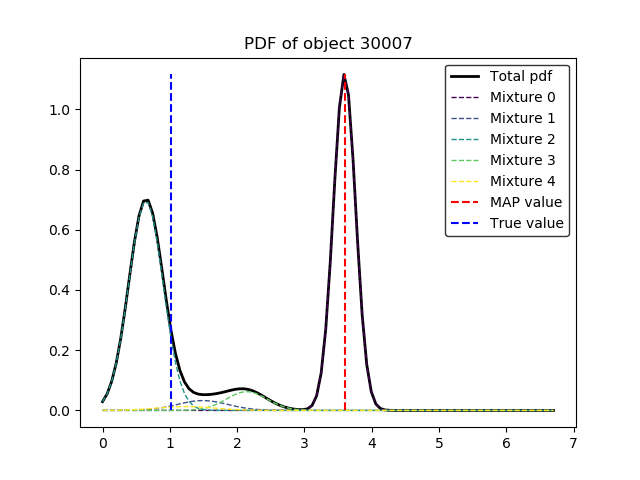 PDF of object 30007
Total pdf
Mixture 0
Mixture 1
Mixture 2
Mixture 3
Mixture 4
MAP value
True value
1.0
0.8
0.6
0.4
0.2
0.0
0 1 2 3 4 5 6 7